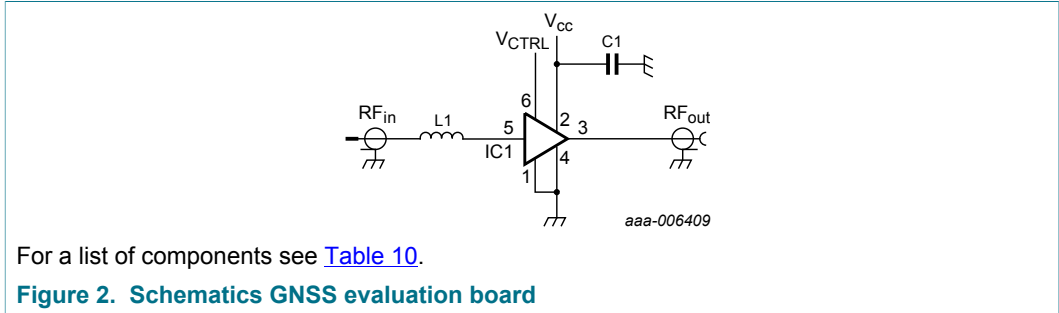 Vcc
VCTRL
C1
6
RFin
L1
5
2
3
RFout
IC1
4
1
aaa-006409
For a list of components see Table 10.
Figure 2. Schematics GNSS evaluation board